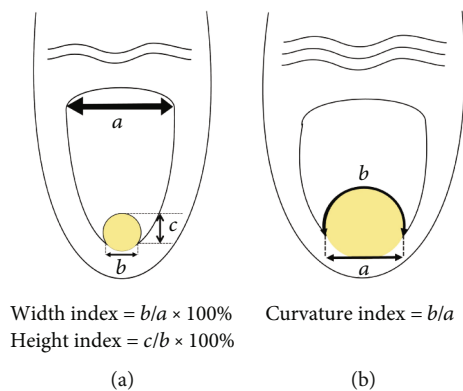 a
c
b
b
a
Width index = b/a × 100%
Height index = c/b × 100%
Curvature index = b/a
(a)
(b)